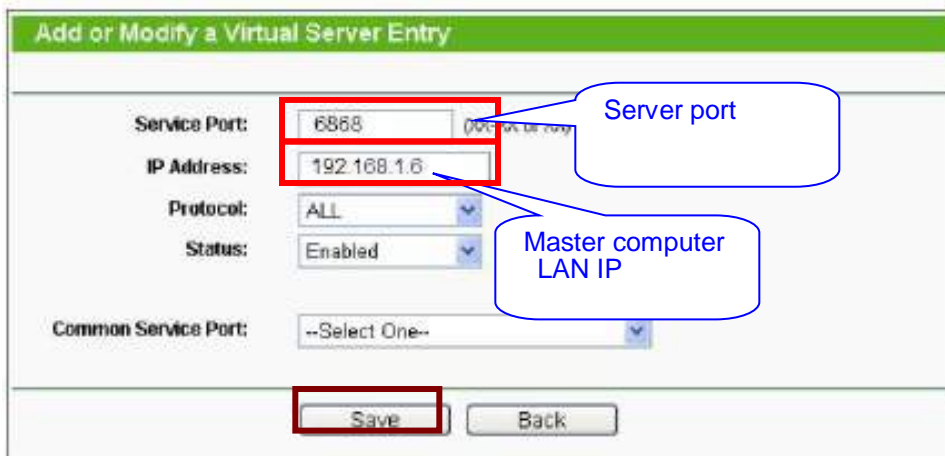 Add or Modify a Virtual Server Entry
Service Port: 6868
Server port
IP Address: 192.168.1.6
Protocol: ALL
Status: Enabled
Master computer
LAN IP
Common Service Port: --Select One--
Save Back